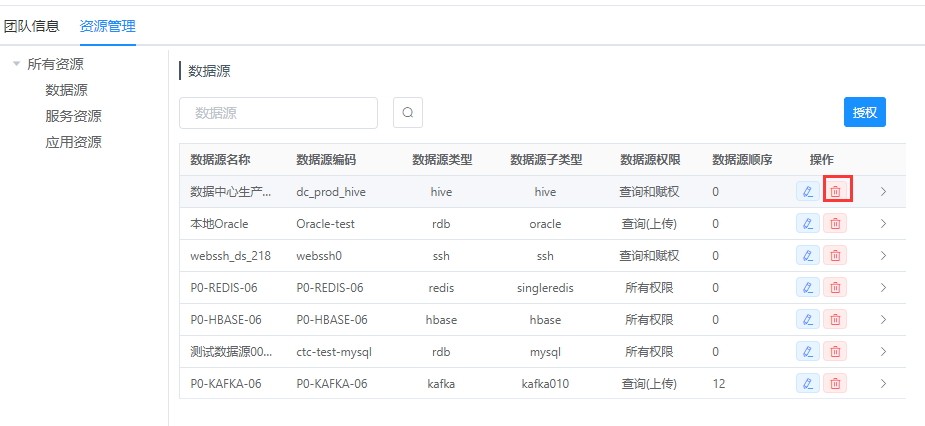 团队信息 资源管理
所有资源
数据源
服务资源
应用资源
数据源
数据源
授权
数据源名称 数据源编码 数据源类型 数据源子类型 数据源权限 数据源顺序 操作
数据中心生产... dc_prod_hive hive hive 查询和赋权 0
本地Oracle Oracle-test rdb oracle 查询(上传) 0
webssh_ds_218 webssh0 ssh ssh 查询和赋权 0
P0-REDIS-06 P0-REDIS-06 redis singleredis 所有权限 0
P0-HBASE-06 P0-HBASE-06 hbase hbase 所有权限 0
测试数据源00... ctc-test-mysql rdb mysql 所有权限 0
P0-KAFKA-06 P0-KAFKA-06 kafka kafka010 查询(上传) 12